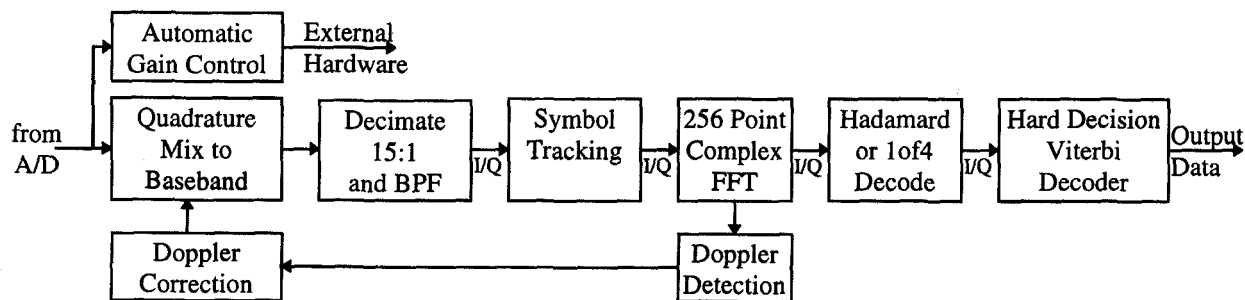 Automatic
Gain Control
External
Hardware
from
A/D
Quadrature
Mix to
Baseband
Decimate
15:1
and BPF
I/Q
Symbol
Tracking
I/Q
256 Point
Complex
FFT
I/Q
Hadamard
or 1of4
Decode
I/Q
Hard Decision
Viterbi
Decoder
Output
Data
Doppler
Correction
Doppler
Detection